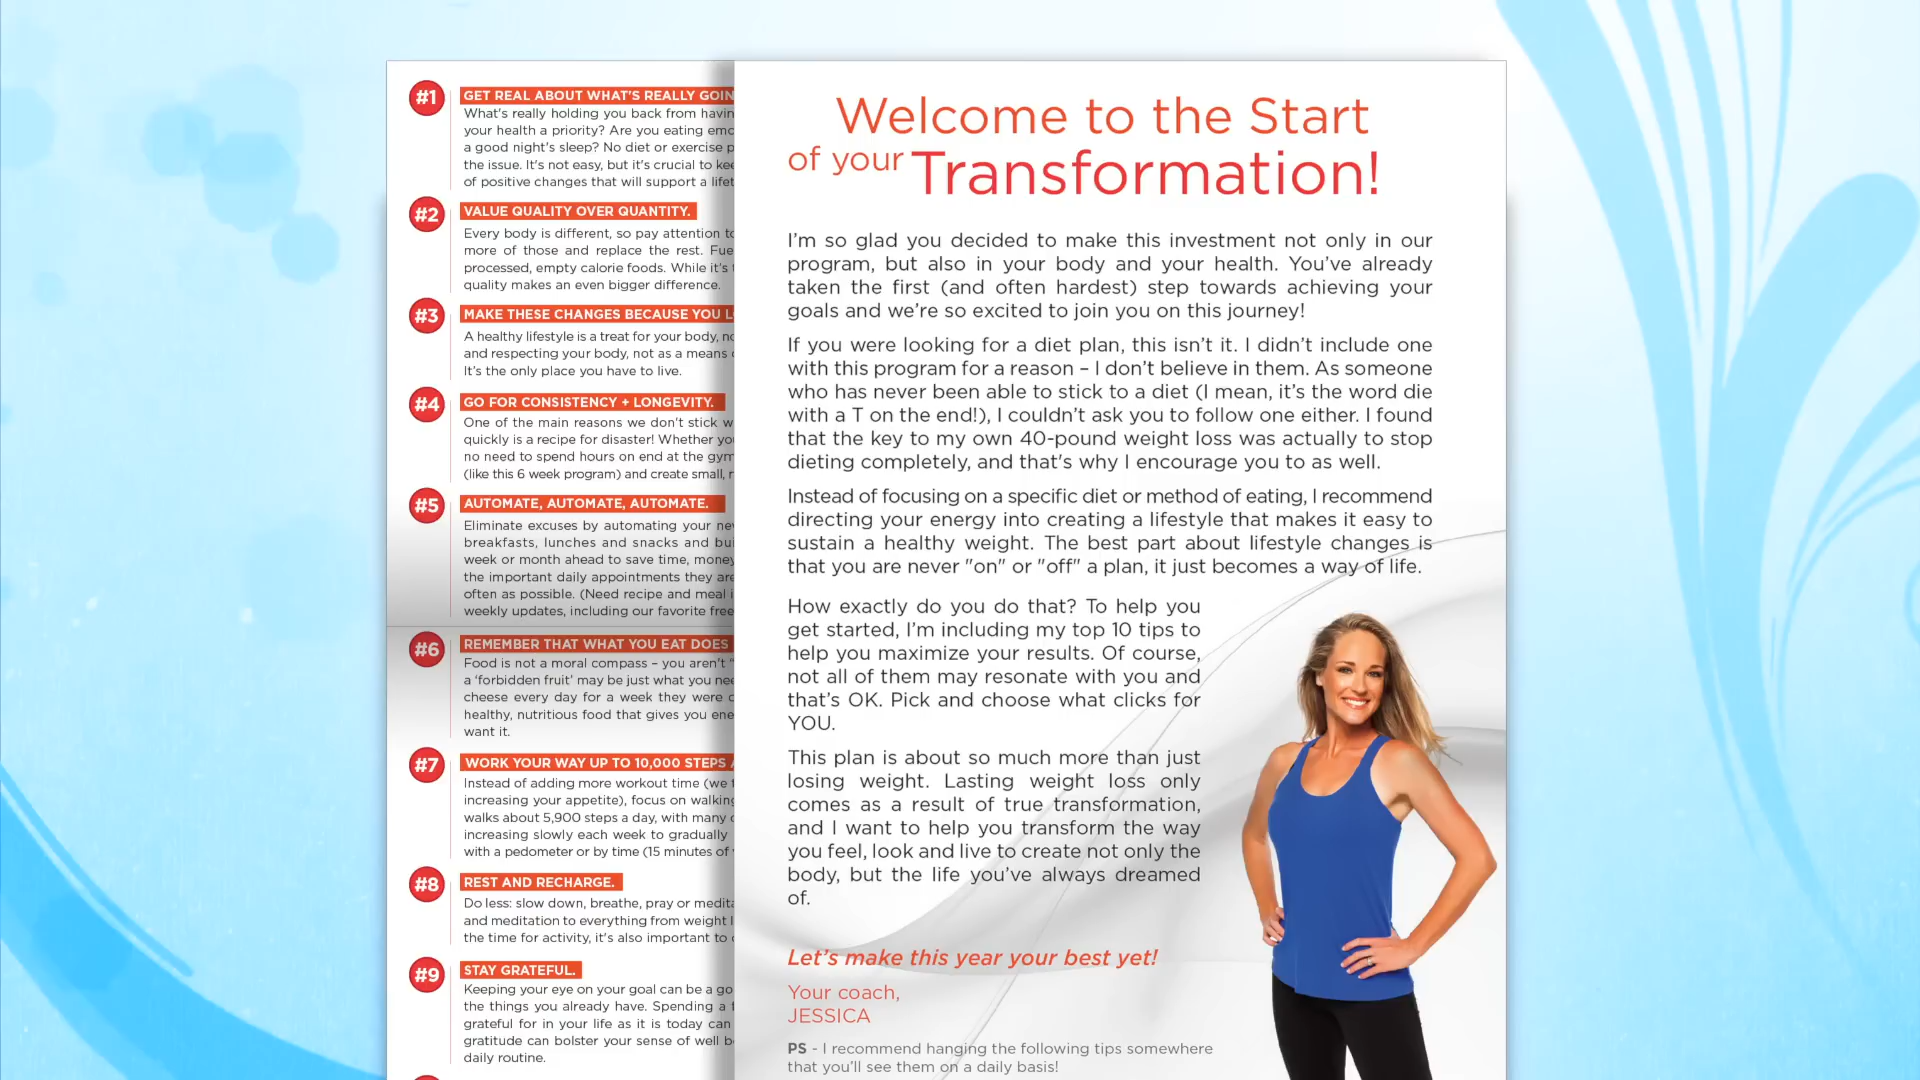 #1
GET REAL ABOUT WHAT'S REALLY
What's really holding you back from
your health a priority? Are you eating
a good night's sleep? No diet or exercise
the issue. It's not easy, but it's crucial to
of positive changes that will support a
#2
VALUE QUALITY OVER QUANTITY.
Every body is different, so pay attention
more of those and replace the rest.
processed, empty calorie foods. While it's
quality makes an even bigger difference.
#3
MAKE THESE CHANGES BECAUSE YOU
A healthy lifestyle is a treat for your body,
and respecting your body, not as a means
It's the only place you have to live.
#4
GO FOR CONSISTENCY + LONGEVITY.
One of the main reasons we don't stick
quickly is a recipe for disaster! Whether
no need to spend hours on end at the gym
(like this 6 week program) and create small,
#5
AUTOMATE, AUTOMATE, AUTOMATE.
Eliminate excuses by automating your
breakfasts, lunches and snacks and
week or month ahead to save time, money
the important daily appointments they are
often as possible. (Need recipe and meal
weekly updates, including our favorite free
#6
REMEMBER THAT WHAT YOU EAT DOES
Food is not a moral compass – you aren't "
a 'forbidden fruit' may be just what you
cheese every day for a week they were
healthy, nutritious food that gives you
want it.
#7
WORK YOUR WAY UP TO 10,000 STEPS
Instead of adding more workout time (we
increasing your appetite), focus on
walks about 5,900 steps a day, with many
increasing slowly each week to gradually
with a pedometer or by time (15 minutes of
#8
REST AND RECHARGE.
Do less: slow down, breathe, pray or
and meditation to everything from weight
the time for activity, it's also important to
#9
STAY GRATEFUL.
Keeping your eye on your goal can be a
the things you already have. Spending a
grateful for in your life as it is today can
gratitude can bolster your sense of well
daily routine.
Welcome to the Start
of your Transformation!
I'm so glad you decided to make this investment not only in our
program, but also in your body and your health. You've already
taken the first (and often hardest) step towards achieving your
goals and we're so excited to join you on this journey!
If you were looking for a diet plan, this isn't it. I didn't include one
with this program for a reason – I don't believe in them. As someone
who has never been able to stick to a diet (I mean, it's the word die
with a T on the end!), I couldn't ask you to follow one either. I found
that the key to my own 40-pound weight loss was actually to stop
dieting completely, and that's why I encourage you to as well.
Instead of focusing on a specific diet or method of eating, I recommend
directing your energy into creating a lifestyle that makes it easy to
sustain a healthy weight. The best part about lifestyle changes is
that you are never "on" or "off" a plan, it just becomes a way of life.
How exactly do you do that? To help you
get started, I'm including my top 10 tips to
help you maximize your results. Of course,
not all of them may resonate with you and
that's OK. Pick and choose what clicks for
YOU.
This plan is about so much more than just
losing weight. Lasting weight loss only
comes as a result of true transformation,
and I want to help you transform the way
you feel, look and live to create not only the
body, but the life you've always dreamed
of.
Let's make this year your best yet!
Your coach,
JESSICA
PS - I recommend hanging the following tips somewhere
that you'll see them on a daily basis!